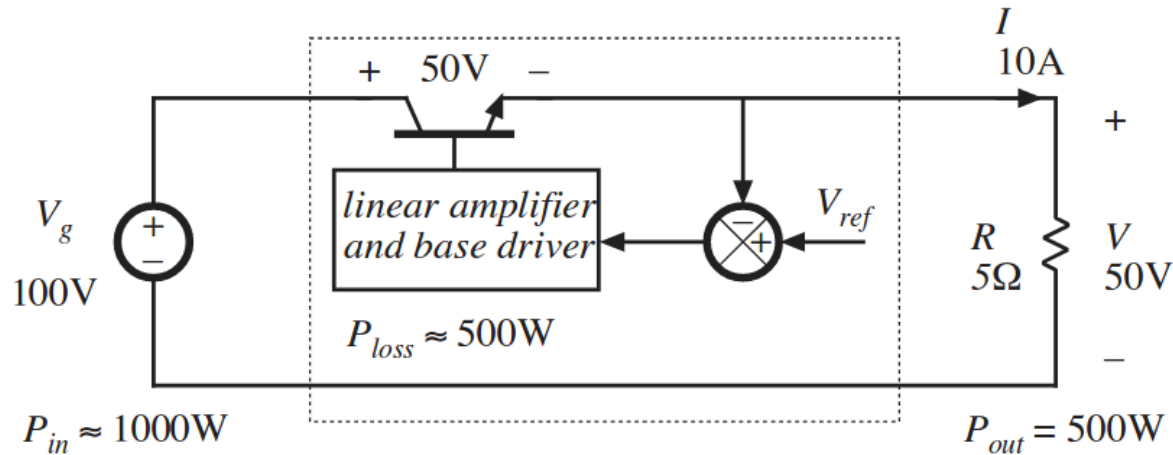 I
10A
+ 50V –
+
V_g
+
–
100V
linear amplifier
and base driver
–
+
V_ref
R
5Ω
V
50V
P_loss ≈ 500W
–
P_in ≈ 1000W
P_out = 500W